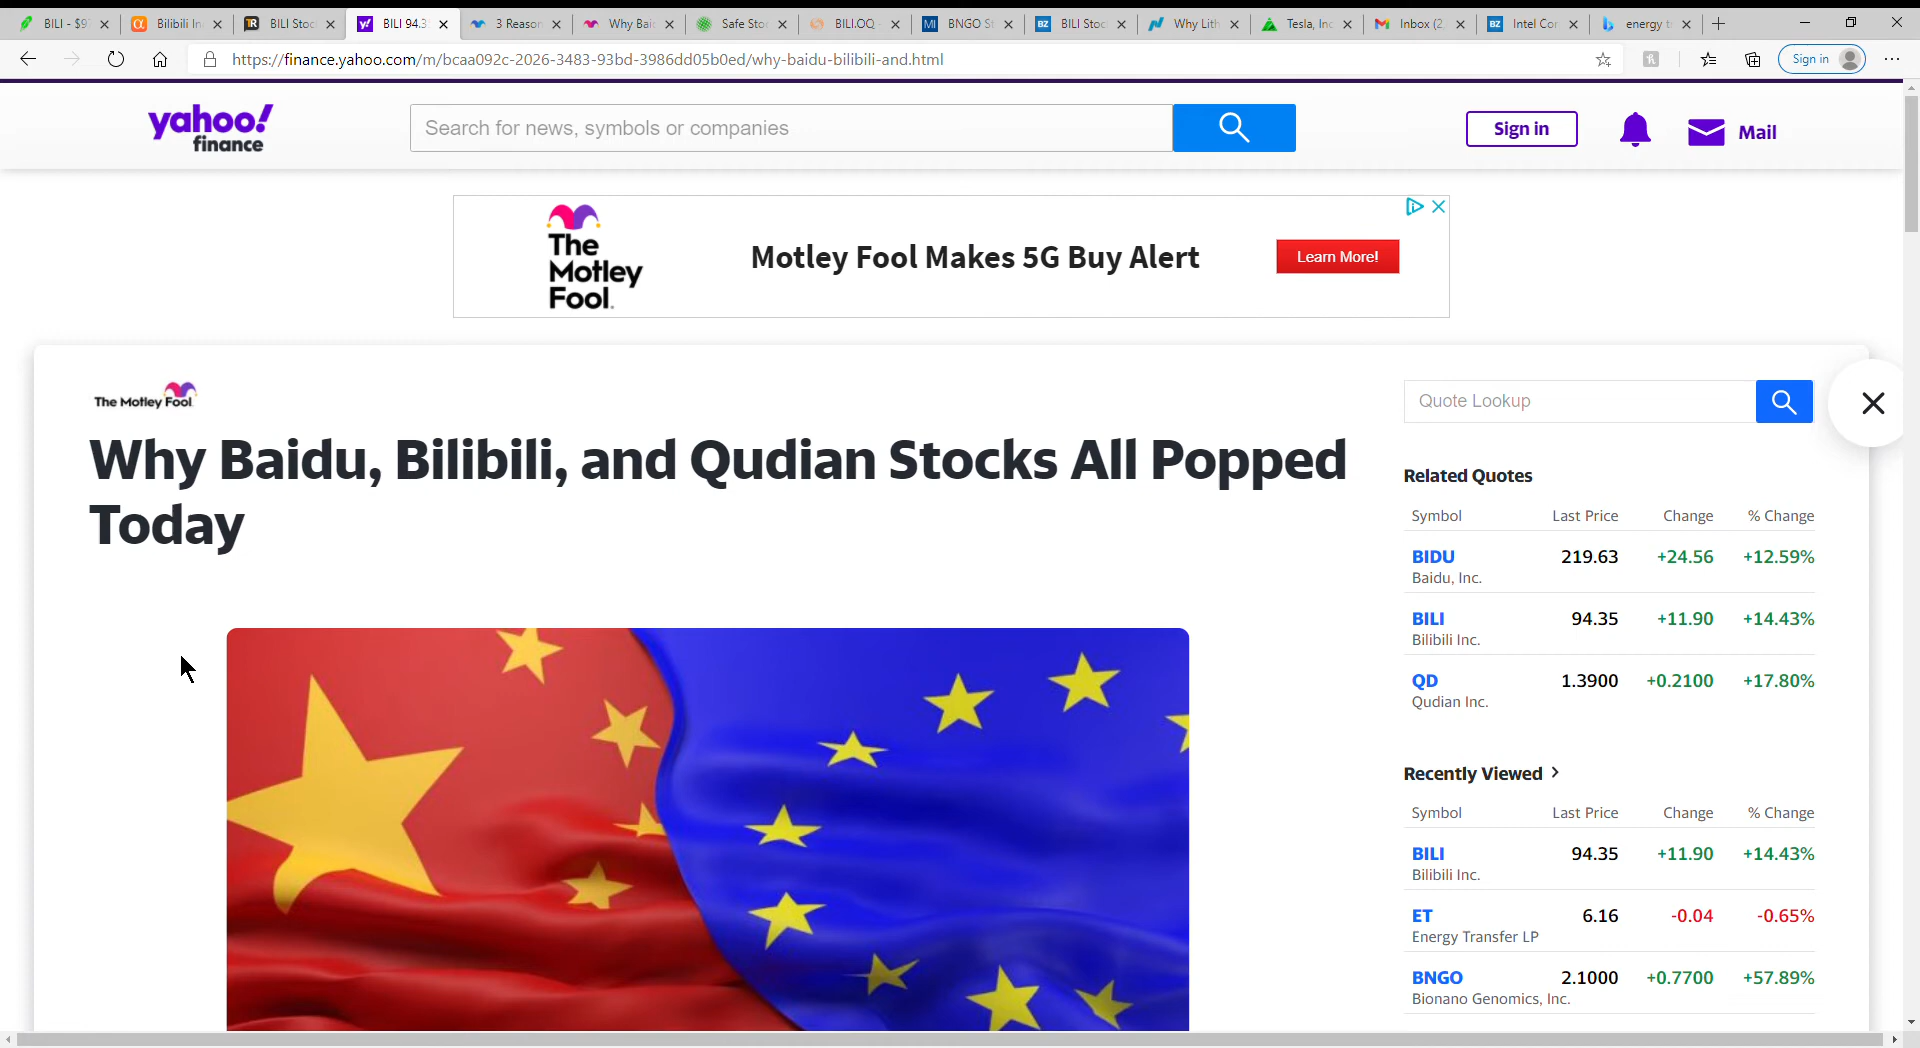 BILI - $9
Bilibili In
BILI Stoc
BILI 94.3
3 Reason
Why Bai
Safe Sto
BILI.OQ -
MI BNGO S
BZ BILI Stoc
Why Lith
Tesla, Inc
Inbox (2,
BZ Intel Cor
energy t
https://finance.yahoo.com/m/bcaa092c-2026-3483-93bd-3986dd05b0ed/why-baidu-bilibili-and.html
Sign in
yahoo!
finance
Search for news, symbols or companies
Sign in
Mail
The
Motley
Fool.
Motley Fool Makes 5G Buy Alert
Learn More!
The Motley Fool.
Why Baidu, Bilibili, and Qudian Stocks All Popped
Today
Quote Lookup
Related Quotes
Symbol Last Price Change % Change
BIDU 219.63 +24.56 +12.59%
Baidu, Inc.
BILI 94.35 +11.90 +14.43%
Bilibili Inc.
QD 1.3900 +0.2100 +17.80%
Qudian Inc.
Recently Viewed
Symbol Last Price Change % Change
BILI 94.35 +11.90 +14.43%
Bilibili Inc.
ET 6.16 -0.04 -0.65%
Energy Transfer LP
BNGO 2.1000 +0.7700 +57.89%
Bionano Genomics, Inc.